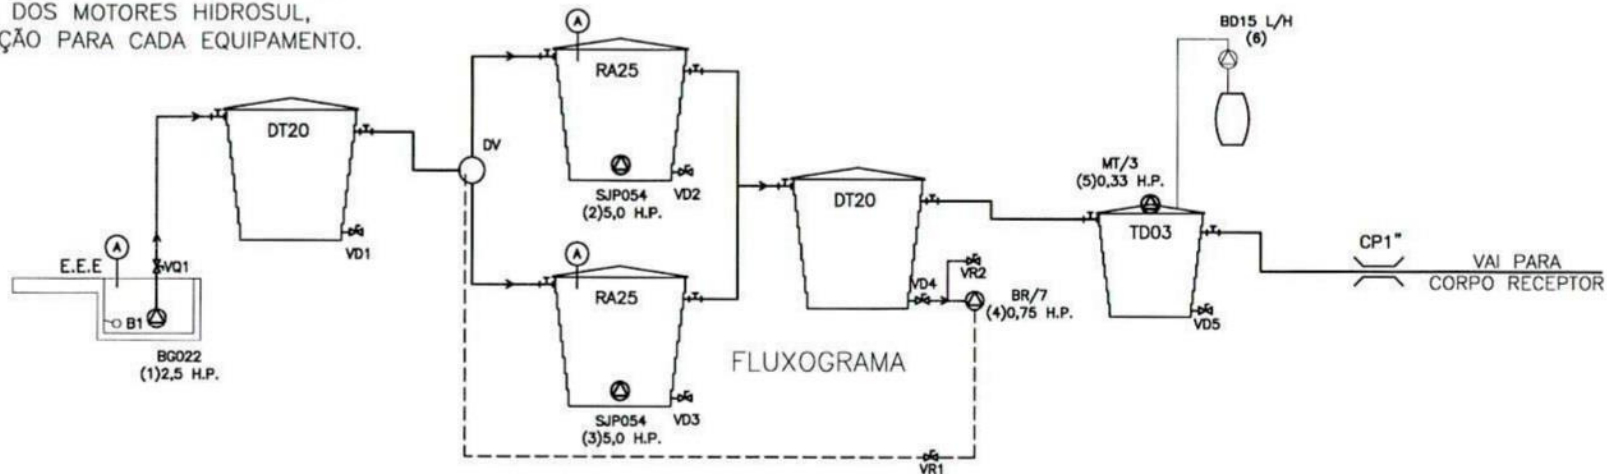 DOS MOTORES HIDROSUL,
ÇÃO PARA CADA EQUIPAMENTO.
A
RA25
SJP054
(2)5,0 H.P.
VD2
BD15 L/H
(6)
DT20
VD1
DV
E.E.E
A
VQ1
B1
BG022
(1)2,5 H.P.
A
RA25
SJP054
(3)5,0 H.P.
VD3
DT20
VD4
VR2
BR/7
(4)0,75 H.P.
VR1
FLUXOGRAMA
MT/3
(5)0,33 H.P.
TD03
VD5
CP1"
VAI PARA
CORPO RECEPTOR